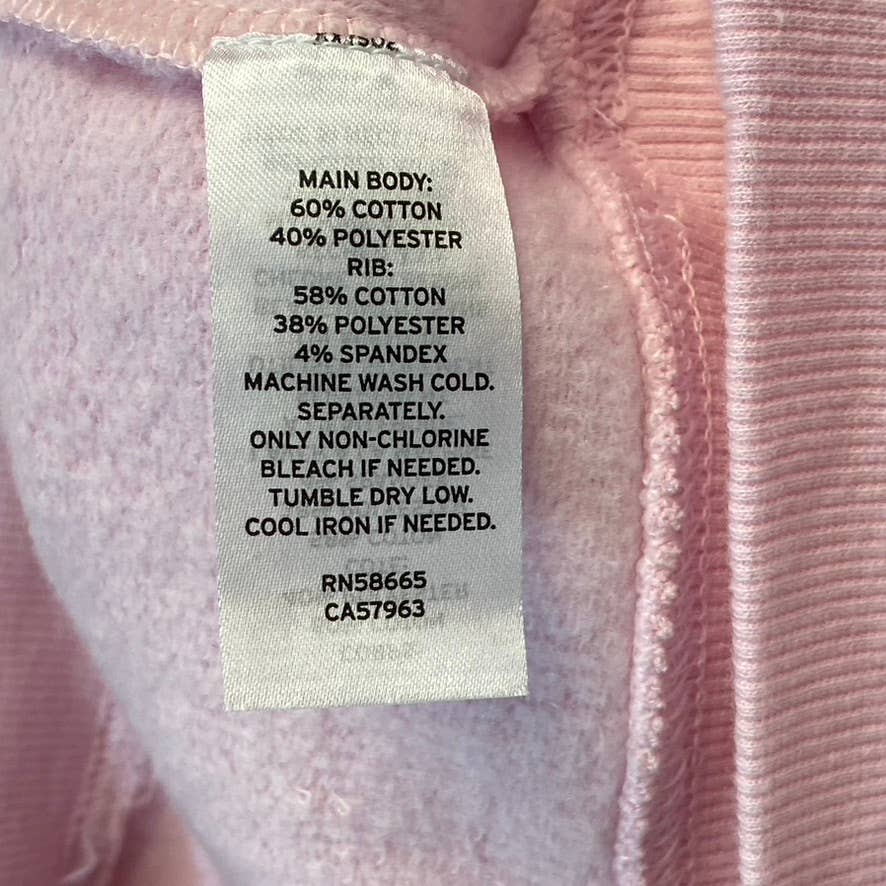 MAIN BODY:
60% COTTON
40% POLYESTER
RIB:
58% COTTON
38% POLYESTER
4% SPANDEX
MACHINE WASH COLD.
SEPARATELY.
ONLY NON-CHLORINE
BLEACH IF NEEDED.
TUMBLE DRY LOW.
COOL IRON IF NEEDED.
RN58665
CA57963